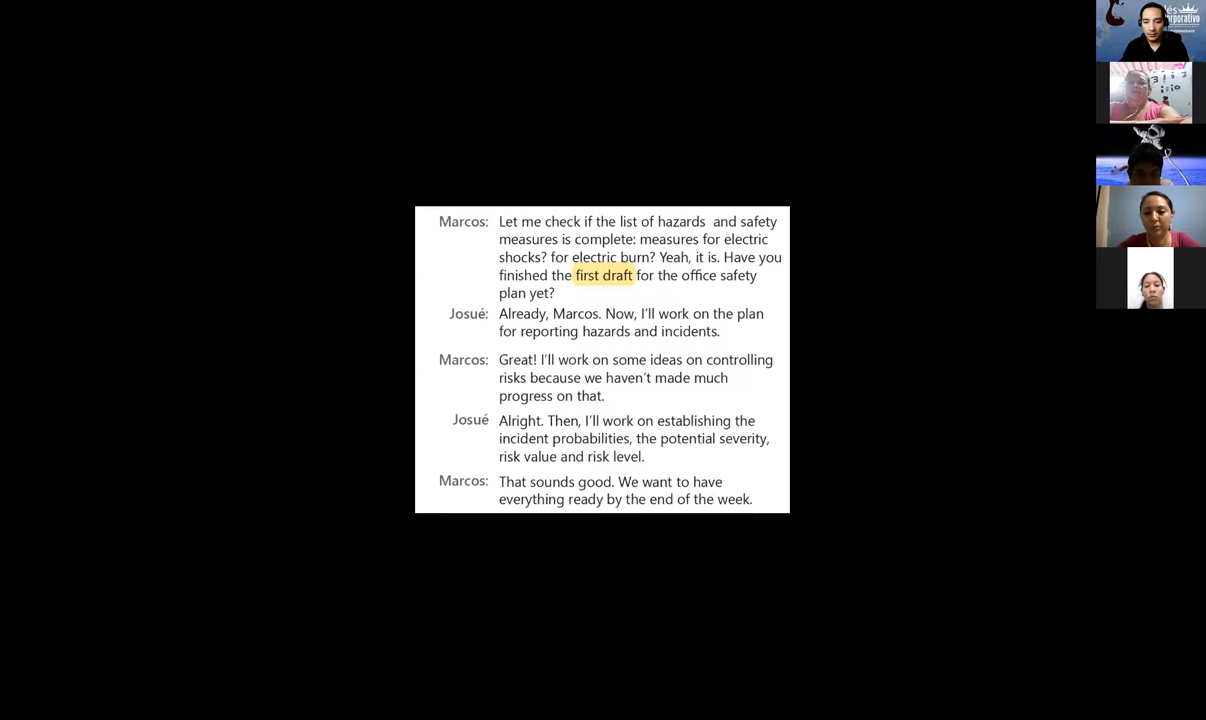 és
corporativo
Marcos: Let me check if the list of hazards and safety
measures is complete: measures for electric
shocks? for electric burn? Yeah, it is. Have you
finished the first draft for the office safety
plan yet?
Josué: Already, Marcos. Now, I'll work on the plan
for reporting hazards and incidents.
Marcos: Great! I'll work on some ideas on controlling
risks because we haven't made much
progress on that.
Josué Alright. Then, I'll work on establishing the
incident probabilities, the potential severity,
risk value and risk level.
Marcos: That sounds good. We want to have
everything ready by the end of the week.